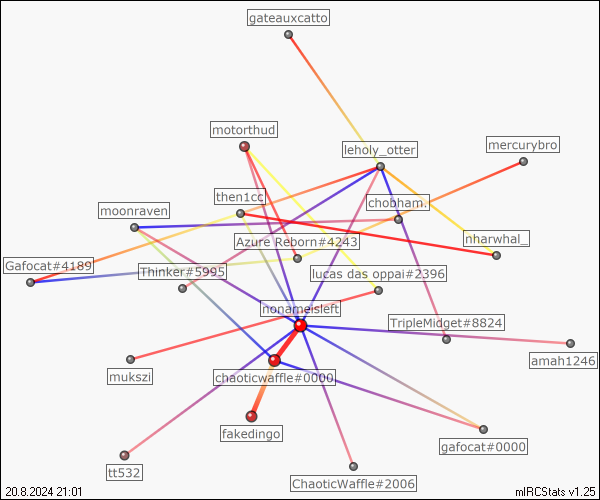 gateauxcatto
motorthud
leholy_otter
mercurybro
then1cc
chobham.
moonraven
Azure Reborn#4243
nharwhal_
Gafocat#4189
Thinker#5995
lucas das oppai#2396
nonameisleft
TripleMidget#8824
amah1246
mukszi
chaoticwaffle#0000
fakedingo
gafocat#0000
tt532
ChaoticWaffle#2006
20.8.2024 21:01
mIRCStats v1.25